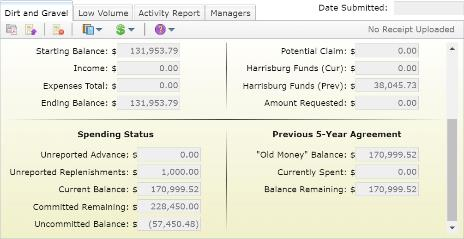 Dirt and Gravel Low Volume Activity Report Managers Date Submitted:
No Receipt Uploaded
Starting Balance: $ 131,953.79 Potential Claim: $ 0.00
Income: $ 0.00 Harrisburg Funds (Cur): $ 0.00
Expenses Total: $ 0.00 Harrisburg Funds (Prev): $ 38,045.73
Ending Balance: $ 131,953.79 Amount Requested: $ 0.00
Spending Status Previous 5-Year Agreement
Unreported Advance: $ 0.00 "Old Money" Balance: $ 170,999.52
Unreported Replenishments: $ 1,000.00 Currently Spent: $ 0.00
Current Balance: $ 170,999.52 Balance Remaining: $ 170,999.52
Committed Remaining: $ 228,450.00
Uncommitted Balance: $ (57,450.48)